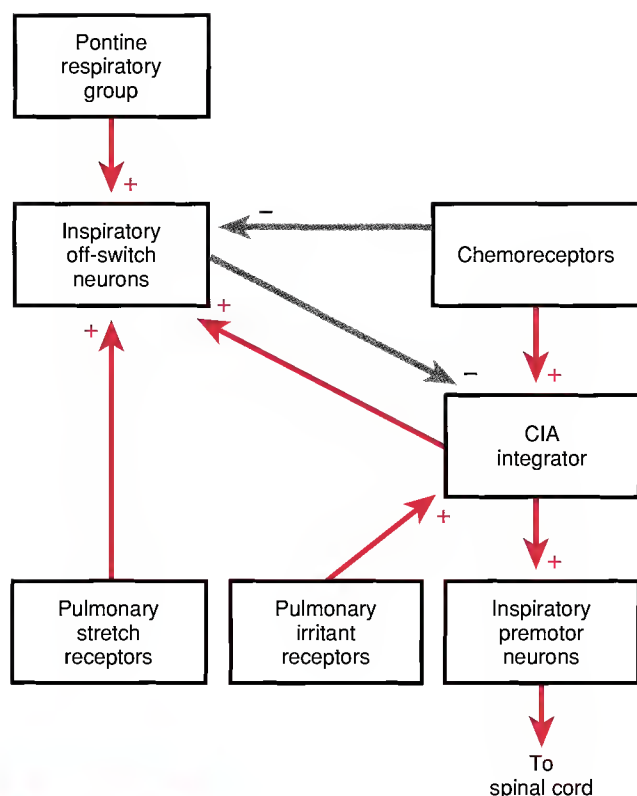 Pontine
respiratory
group
+
–
Inspiratory
off-switch
neurons
Chemoreceptors
+
+
–
+
CIA
integrator
+
+
Pulmonary
stretch
receptors
Pulmonary
irritant
receptors
Inspiratory
premotor
neurons
To
spinal cord